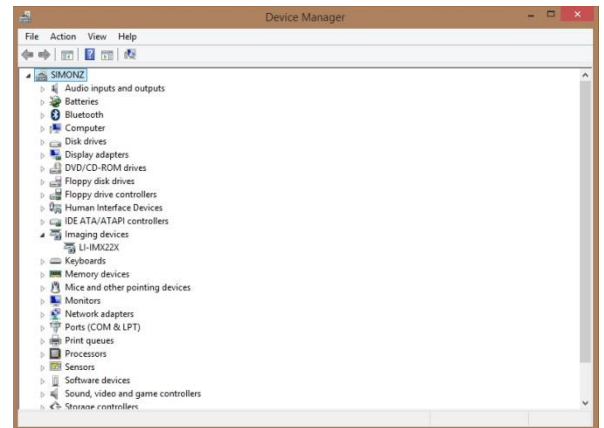 Device Manager
File Action View Help
SIMONZ
Audio inputs and outputs
Batteries
Bluetooth
Computer
Disk drives
Display adapters
DVD/CD-ROM drives
Floppy disk drives
Floppy drive controllers
Human Interface Devices
IDE ATA/ATAPI controllers
Imaging devices
LI-IMX22X
Keyboards
Memory devices
Mice and other pointing devices
Monitors
Network adapters
Ports (COM & LPT)
Print queues
Processors
Sensors
Software devices
Sound, video and game controllers
Storage controllers